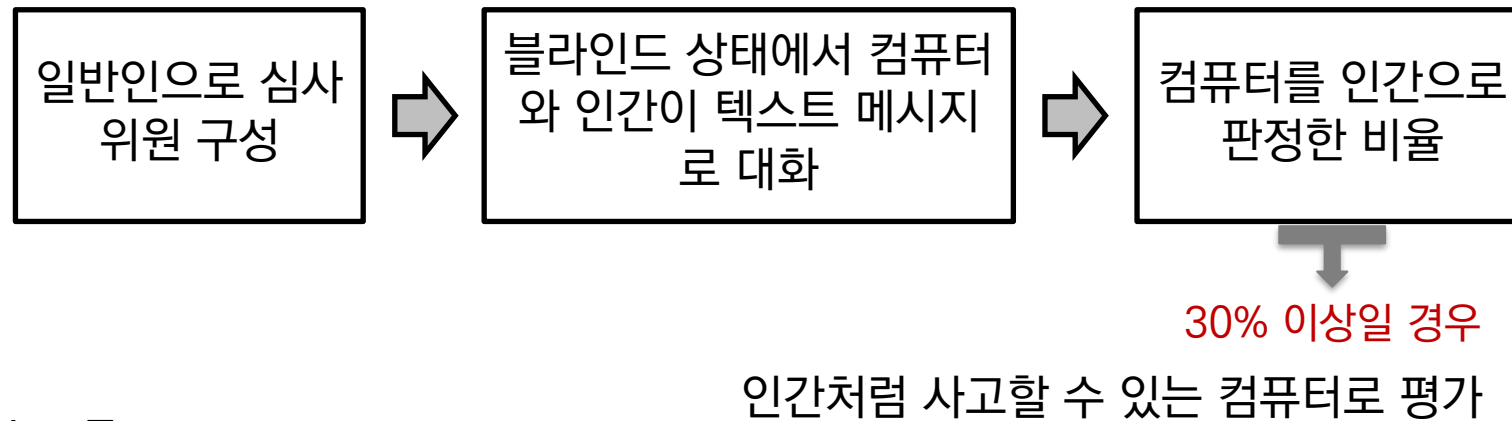 일반인으로 심사
위원 구성
블라인드 상태에서 컴퓨터
와 인간이 텍스트 메시지
로 대화
컴퓨터를 인간으로
판정한 비율
30% 이상일 경우
인간처럼 사고할 수 있는 컴퓨터로 평가